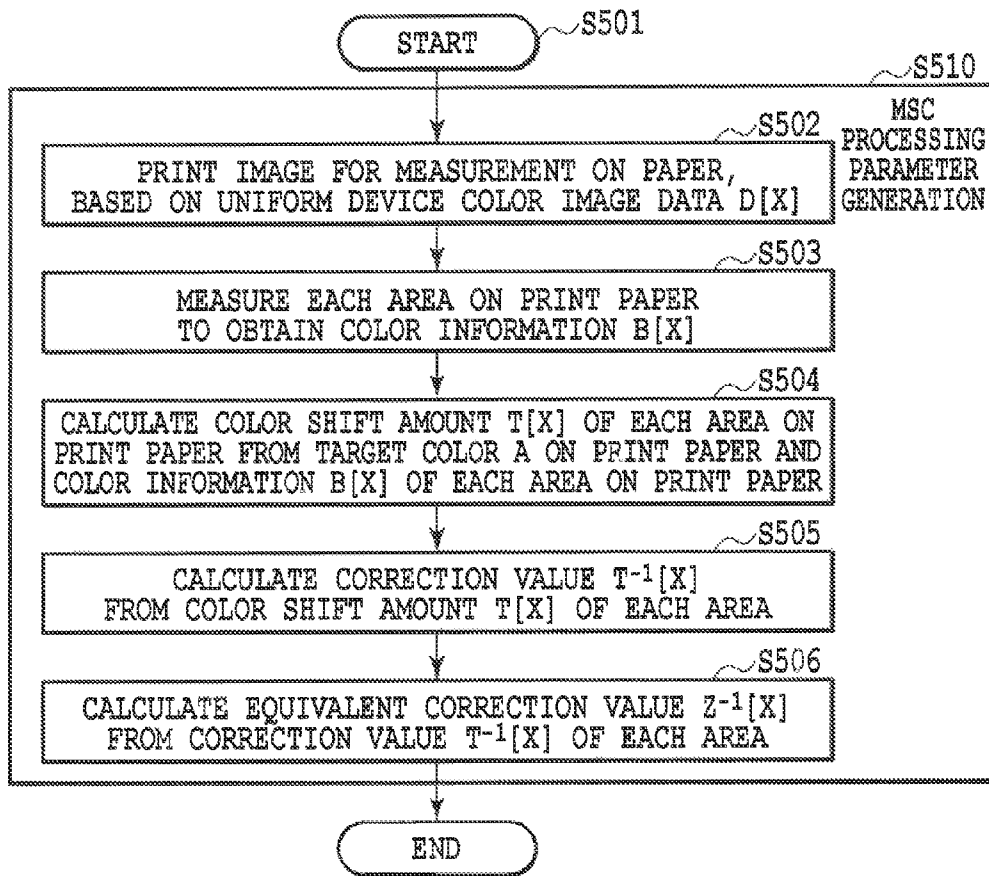 START
S501
S510
MSC
PROCESSING
PARAMETER
GENERATION
S502
PRINT IMAGE FOR MEASUREMENT ON PAPER,
BASED ON UNIFORM DEVICE COLOR IMAGE DATA D[X]
S503
MEASURE EACH AREA ON PRINT PAPER
TO OBTAIN COLOR INFORMATION B[X]
S504
CALCULATE COLOR SHIFT AMOUNT T[X] OF EACH AREA ON
PRINT PAPER FROM TARGET COLOR A ON PRINT PAPER AND
COLOR INFORMATION B[X] OF EACH AREA ON PRINT PAPER
S505
CALCULATE CORRECTION VALUE T⁻¹[X]
FROM COLOR SHIFT AMOUNT T[X] OF EACH AREA
S506
CALCULATE EQUIVALENT CORRECTION VALUE Z⁻¹[X]
FROM CORRECTION VALUE T⁻¹[X] OF EACH AREA
END